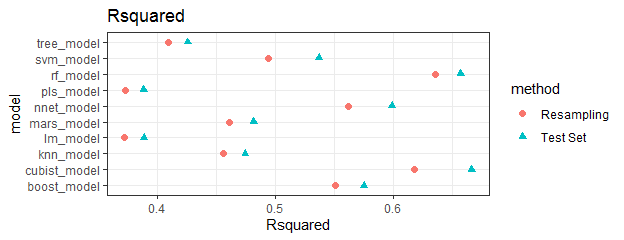 Rsquared
tree_model
svm_model
rf_model
pls_model
nnet_model
mars_model
lm_model
knn_model
cubist_model
boost_model
model
0.4 0.5 0.6
Rsquared
method
Resampling
Test Set